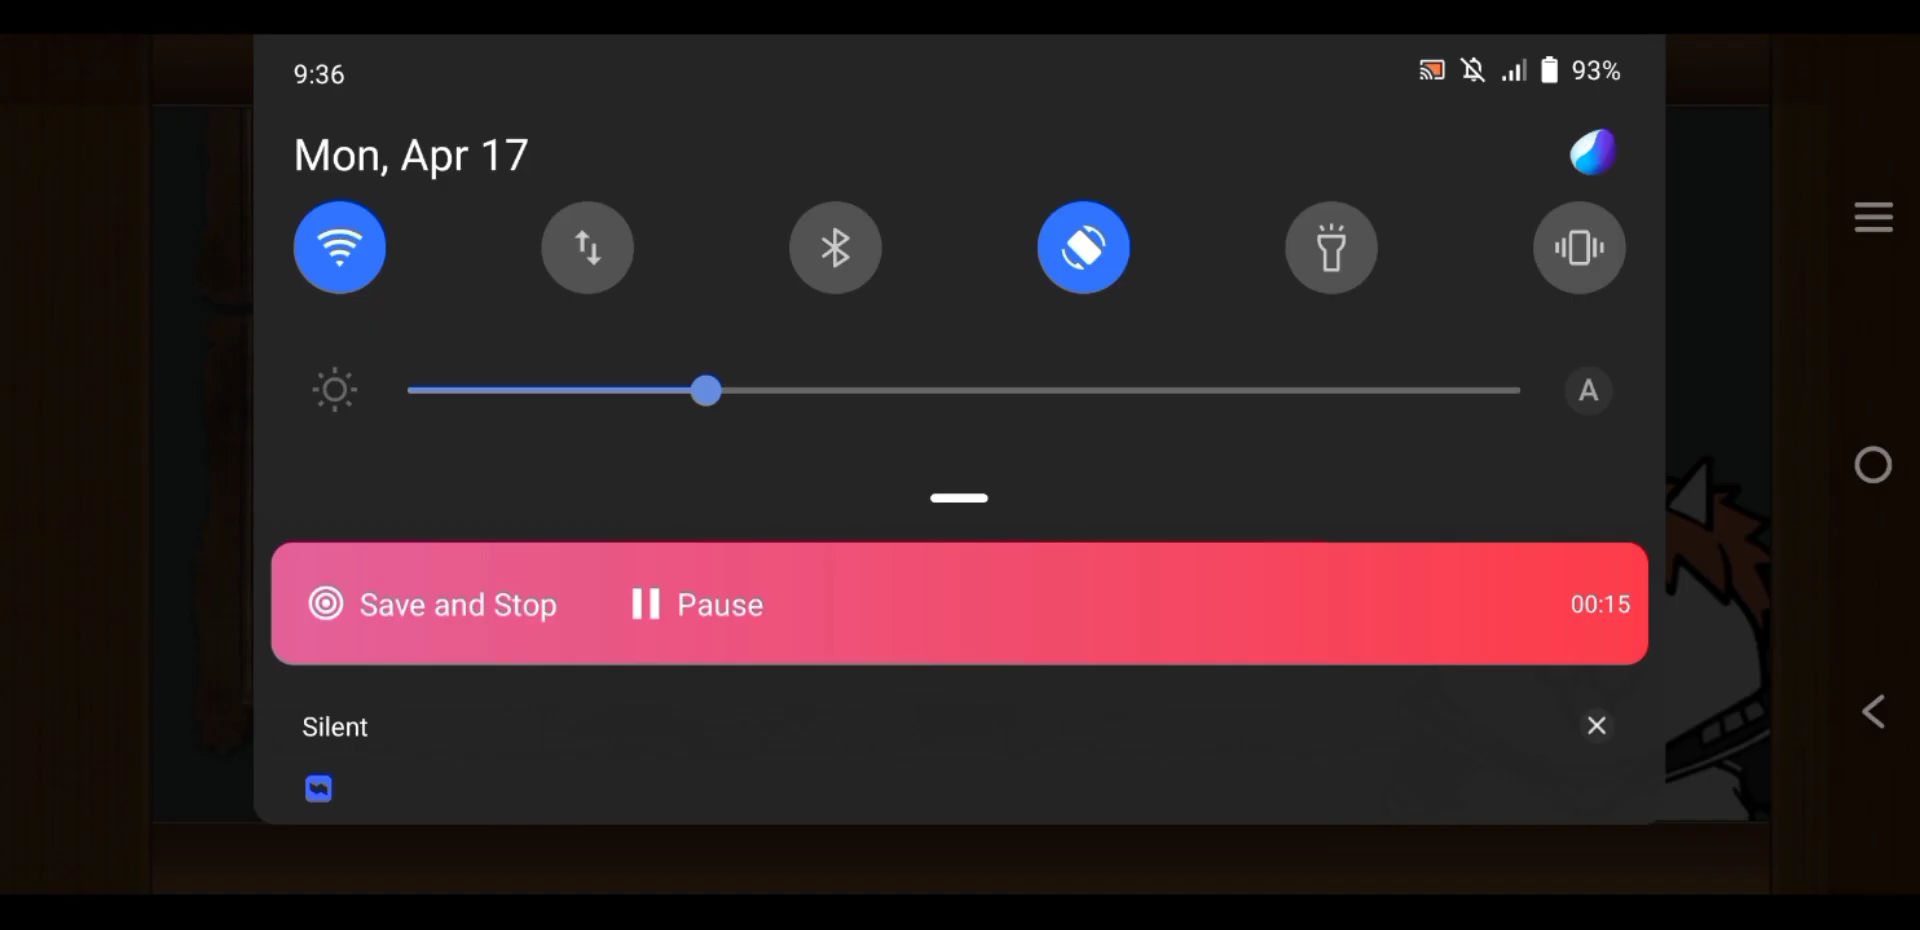 9:36
93%
Mon, Apr 17
A
Save and Stop
Pause
00:15
Silent